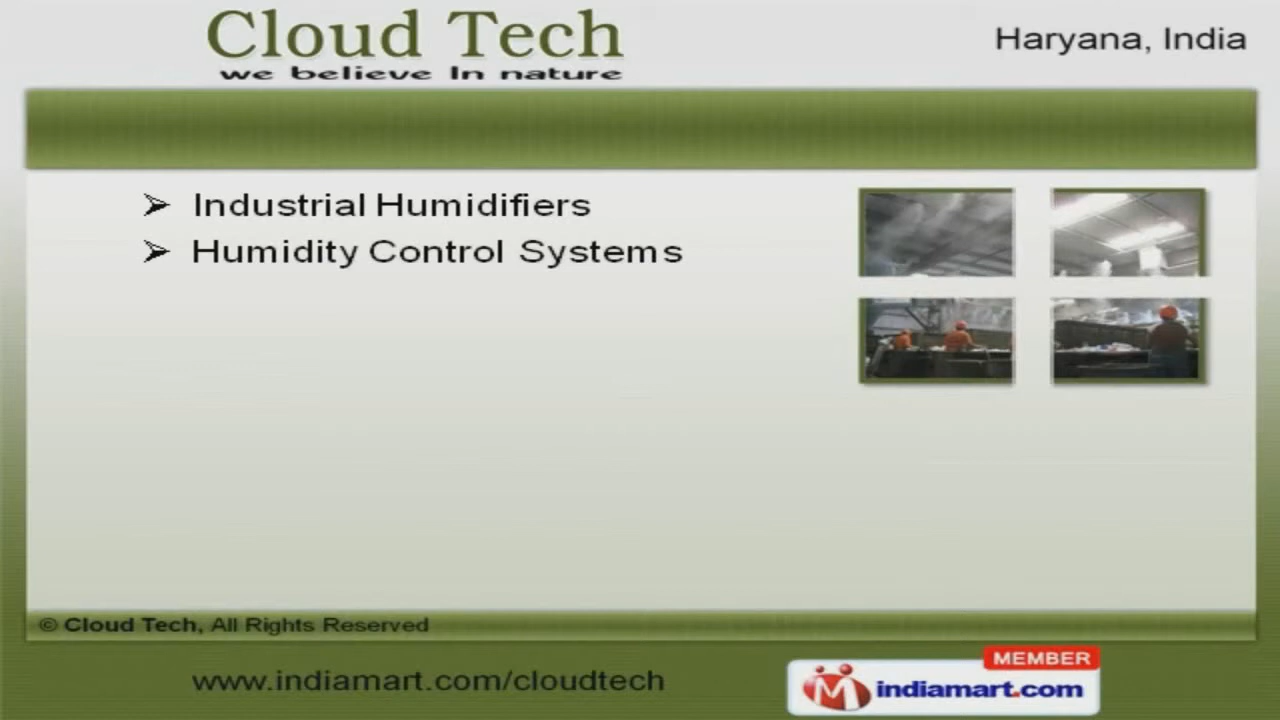 Cloud Tech
we believe In nature
Haryana, India
➢ Industrial Humidifiers
➢ Humidity Control Systems
© Cloud Tech, All Rights Reserved
www.indiamart.com/cloudtech
MEMBER
indiamart.com